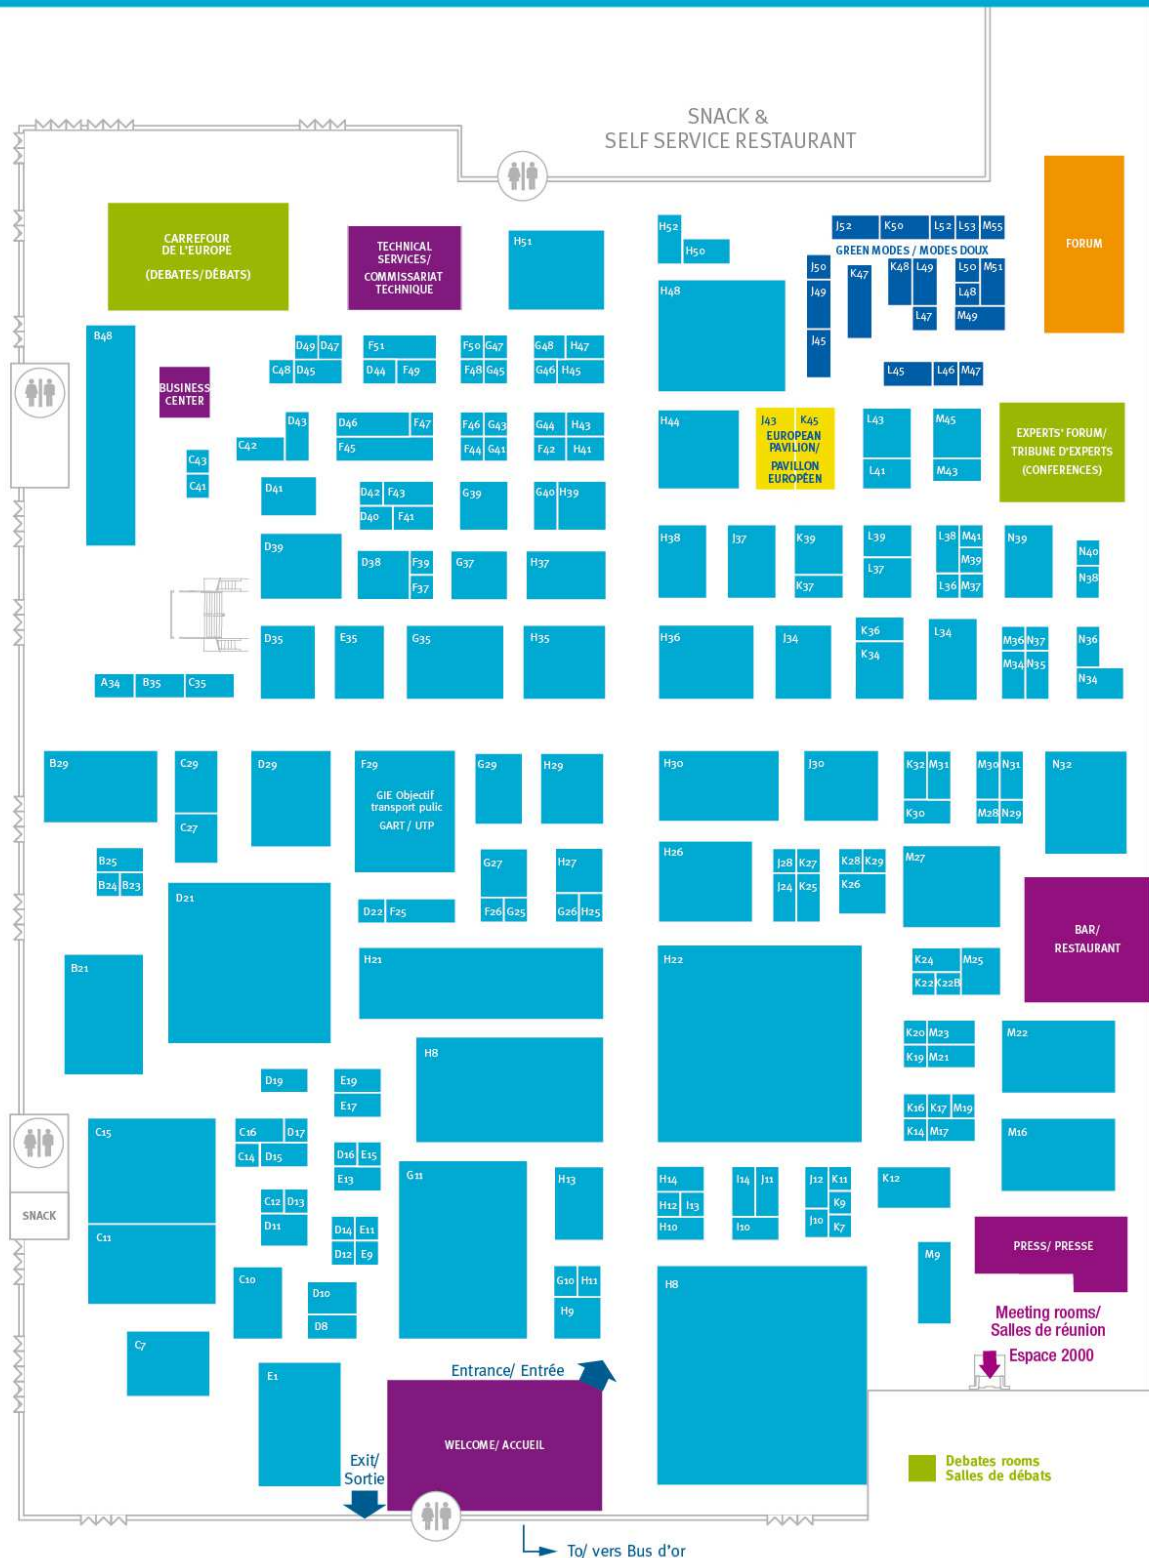 SNACK &
SELF SERVICE RESTAURANT
CARREFOUR
DE L'EUROPE
(DEBATES/DÉBATS)
TECHNICAL
SERVICES/
COMMISSARIAT
TECHNIQUE
H51
H52
H50
J52 K50 L52 L53 M55
GREEN MODES / MODES DOUX
FORUM
J50 K47 K48 L49 L50 M51
H48 J49 L48
L47 M49
J45
B48
D49 D47 F51 F50 G47 G48 H47
C48 D45 D44 F49 F48 G45 G46 H45
L45 L46 M47
BUSINESS
CENTER
D43 D46 F47 F46 G43 G44 H43
C42 F45 F44 G41 F42 H41
H44 J43 K45 L43 M45
EUROPEAN
PAVILION/
PAVILLON
EUROPÉEN
L41 M43
EXPERTS' FORUM/
TRIBUNE D'EXPERTS
(CONFERENCES)
C43
C41
D41 D42 F43 G39 G40 H39
D40 F41
D39 D38 F39 G37 H37
F37
H38 J37 K39 L39 L38 M41 N39 N40
M39
K37 L37 L36 M37 N38
D35 E35 G35 H35 H36 J34 K36 L34 M36 N37 N36
K34 M34 N35 N34
A34 B35 C35
B29 C29 D29 F29 G29 H29 H30 J30 K32 M31 M30 N31 N32
GIE Objectif
transport pulic
GART / UTP
C27 K30 M28 N29
B25 G27 H27 H26 J28 K27 K28 K29 M27
B24 B23 J24 K25 K26
D21 D22 F25 F26 G25 G26 H25
BAR/
RESTAURANT
B21 H21 H22 K24 M25
K22 K22B
H8 K20 M23 M22
K19 M21
D19 E19
E17 K16 K17 M19
C15 C16 D17 K14 M17 M16
C14 D15 D16 E15
E13 G11 H13 H14 I14 J11 J12 K11 K12
C12 D13 H12 I13 K9
D11 D14 E11 H10 I10 J10 K7
D12 E9
SNACK
C11
PRESS/ PRESSE
M9
C10 D10 G10 H11 H8
D8 H9
C7
Meeting rooms/
Salles de réunion
Espace 2000
E1
Entrance/ Entrée
WELCOME/ ACCUEIL
Exit/
Sortie
Debates rooms
Salles de débats
To/ vers Bus d'or